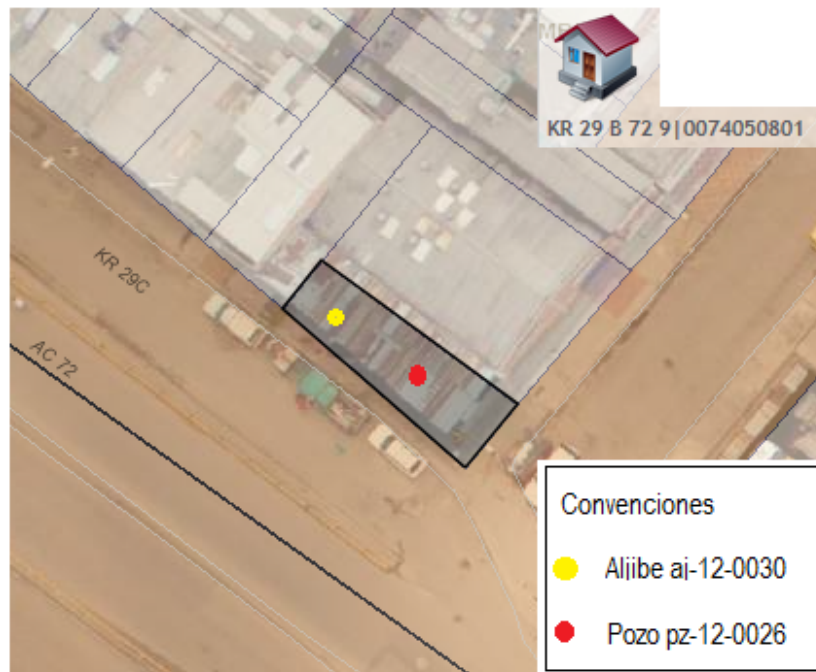 KR 29 B 72 9|0074050801
KR 29C
AC 72
Convenciones
Aljibe aj-12-0030
Pozo pz-12-0026